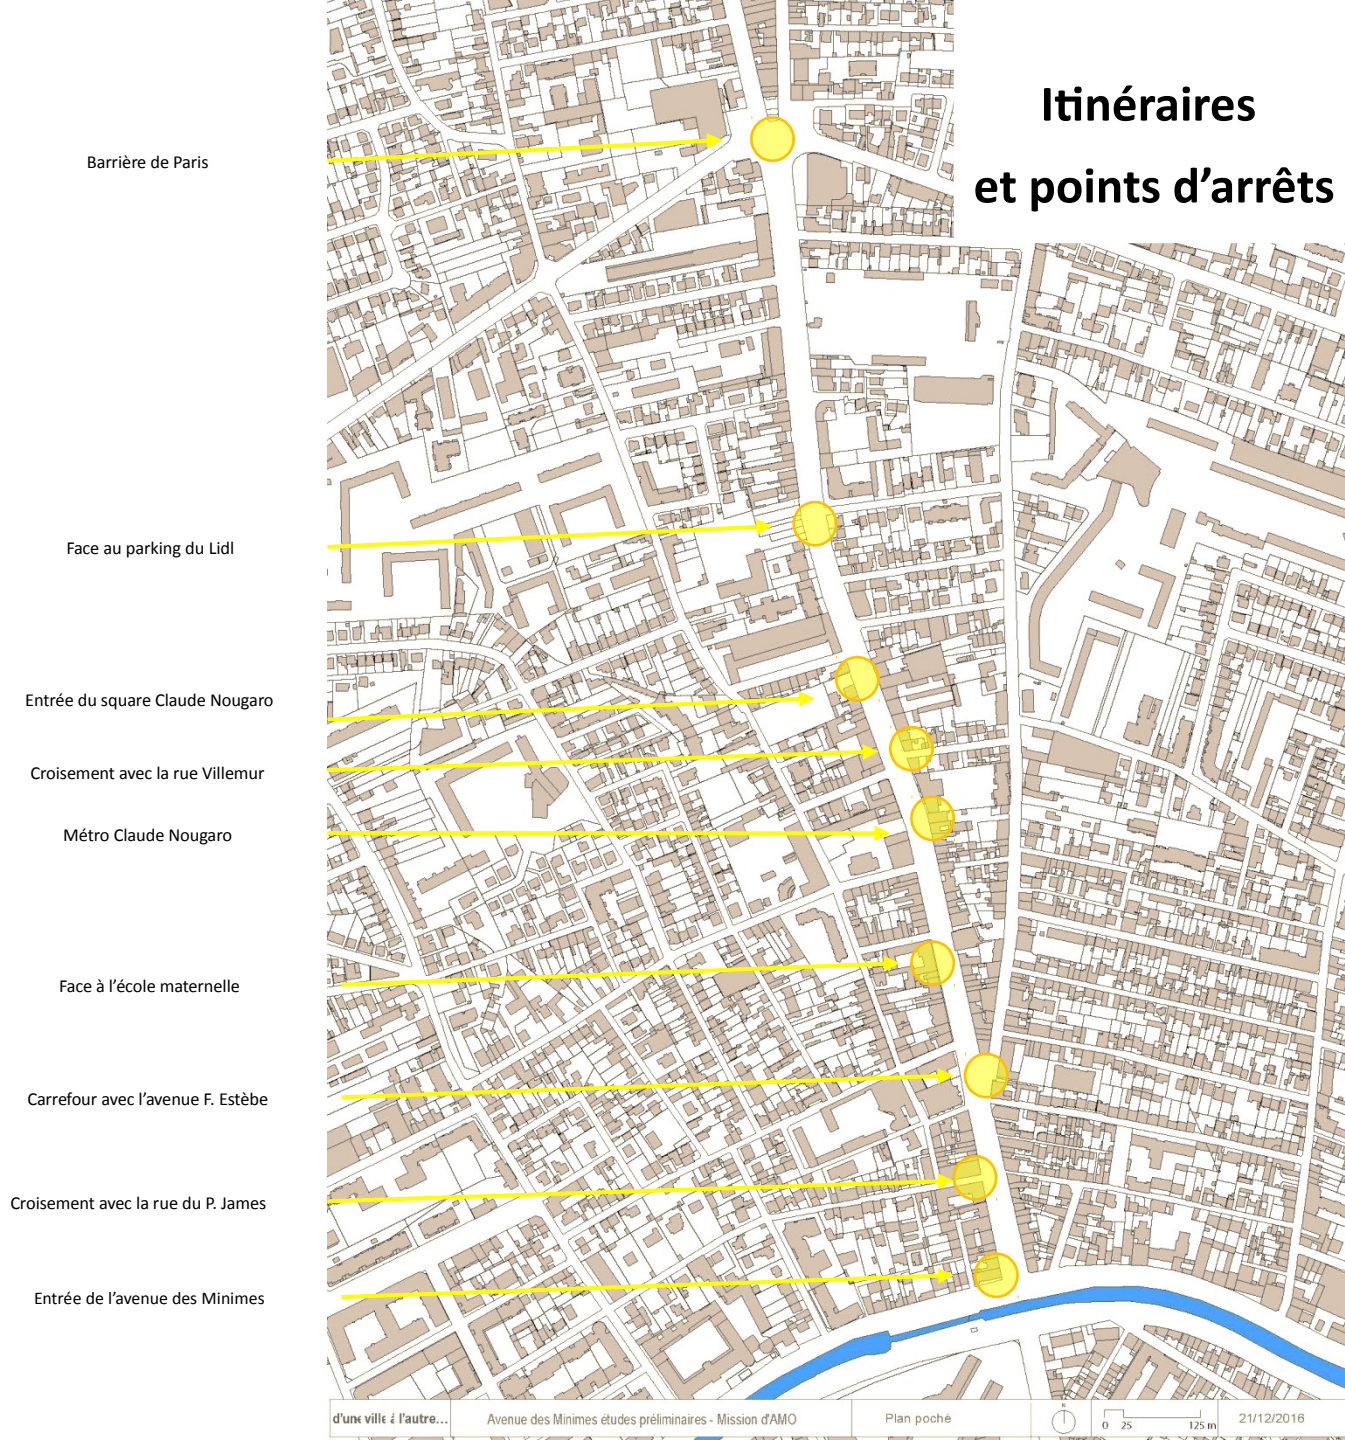 Itinéraires
et points d’arrêts
Barrière de Paris
Face au parking du Lidl
Entrée du square Claude Nougaro
Croisement avec la rue Villemur
Métro Claude Nougaro
Face à l’école maternelle
Carrefour avec l’avenue F. Estèbe
Croisement avec la rue du P. James
Entrée de l’avenue des Minimes
d'une ville à l'autre... Avenue des Minimes études préliminaires - Mission d'AMO Plan poché N 0 25 125 m 21/12/2016